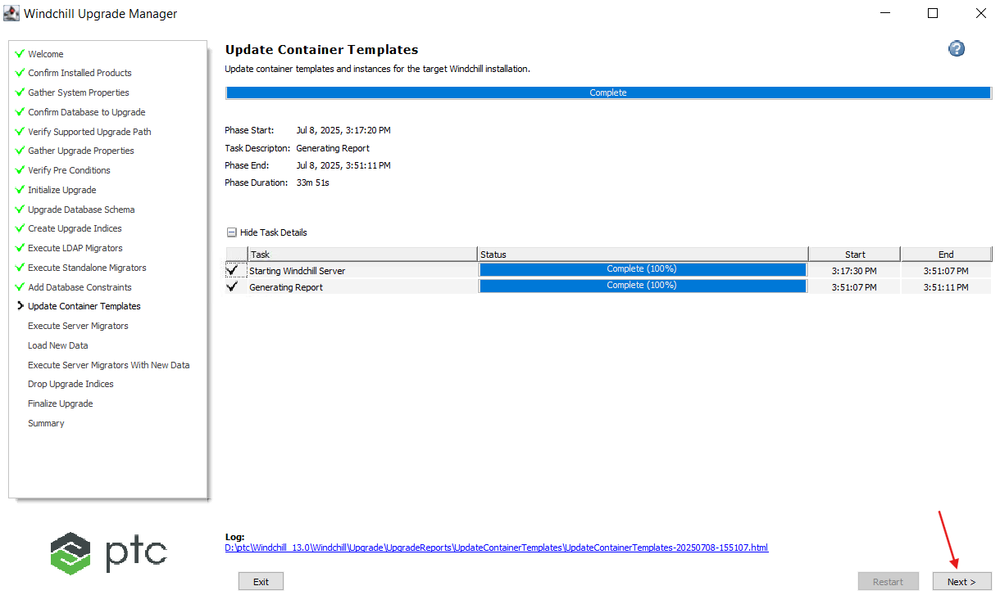 Windchill Upgrade Manager
Welcome
Confirm Installed Products
Gather System Properties
Confirm Database to Upgrade
Verify Supported Upgrade Path
Gather Upgrade Properties
Verify Pre Conditions
Initialize Upgrade
Upgrade Database Schema
Create Upgrade Indices
Execute LDAP Migrators
Execute Standalone Migrators
Add Database Constraints
Update Container Templates
Execute Server Migrators
Load New Data
Execute Server Migrators With New Data
Drop Upgrade Indices
Finalize Upgrade
Summary
ptc
Update Container Templates
?
Update container templates and instances for the target Windchill installation.
Complete
Phase Start: Jul 8, 2025, 3:17:20 PM
Task Descripton: Generating Report
Phase End: Jul 8, 2025, 3:51:11 PM
Phase Duration: 33m 51s
Hide Task Details
Task Status Start End
Starting Windchill Server Complete (100%) 3:17:30 PM 3:51:07 PM
Generating Report Complete (100%) 3:51:07 PM 3:51:11 PM
Log:
D:\ptc\Windchill_13.0\Windchill\Upgrade\UpgradeReports\UpdateContainerTemplates\UpdateContainerTemplates-20250708-155107.html
Exit Restart Next >